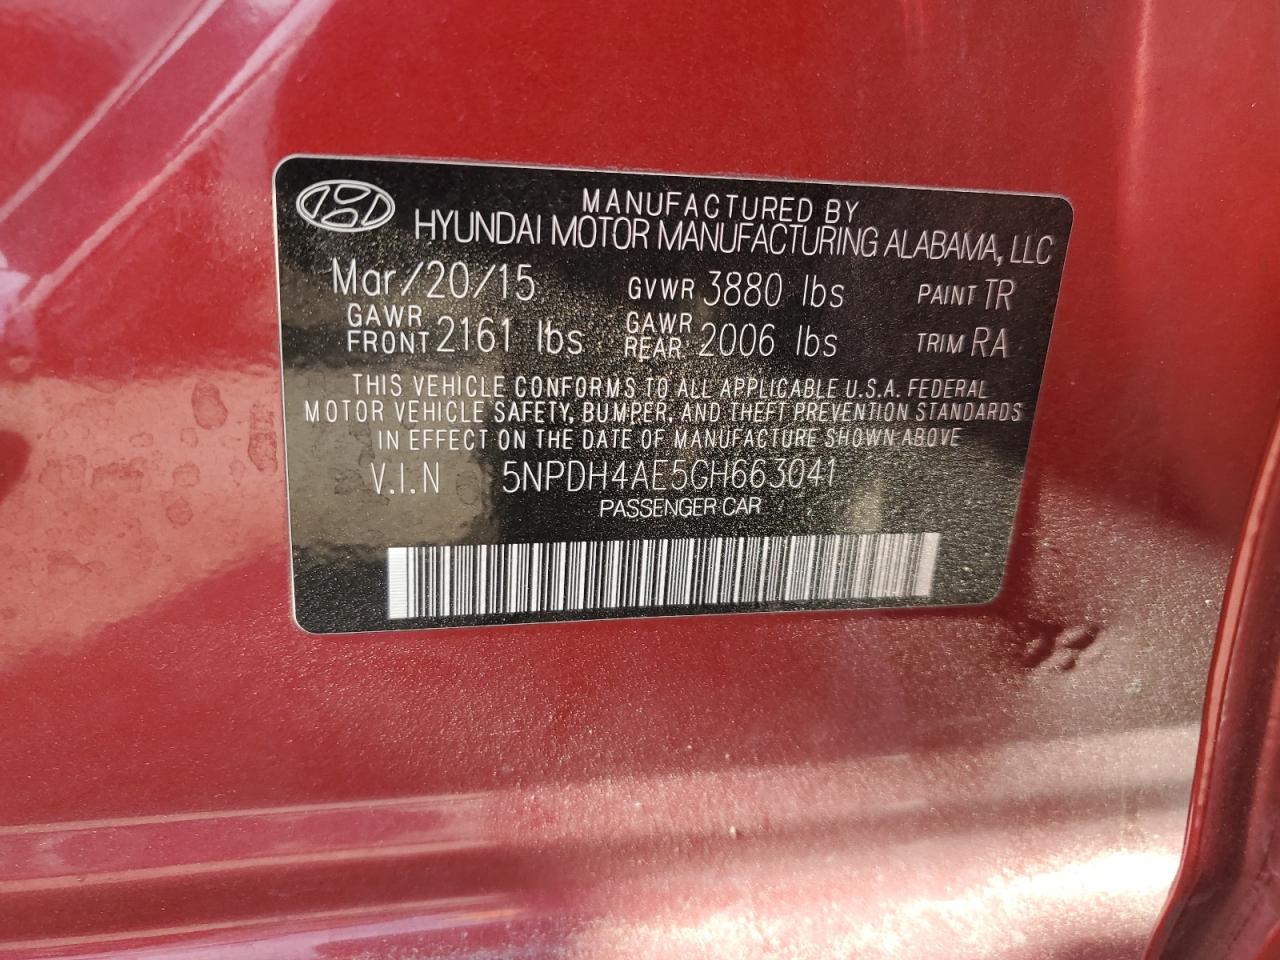 MANUFACTURED BY
HYUNDAI MOTOR MANUFACTURING ALABAMA, LLC
Mar/20/15 GVWR 3880 lbs PAINT TR
GAWR FRONT 2161 lbs GAWR REAR 2006 lbs TRIM RA
THIS VEHICLE CONFORMS TO ALL APPLICABLE U.S.A. FEDERAL
MOTOR VEHICLE SAFETY, BUMPER, AND THEFT PREVENTION STANDARDS
IN EFFECT ON THE DATE OF MANUFACTURE SHOWN ABOVE
V.I.N 5NPDH4AE5GH663041
PASSENGER CAR